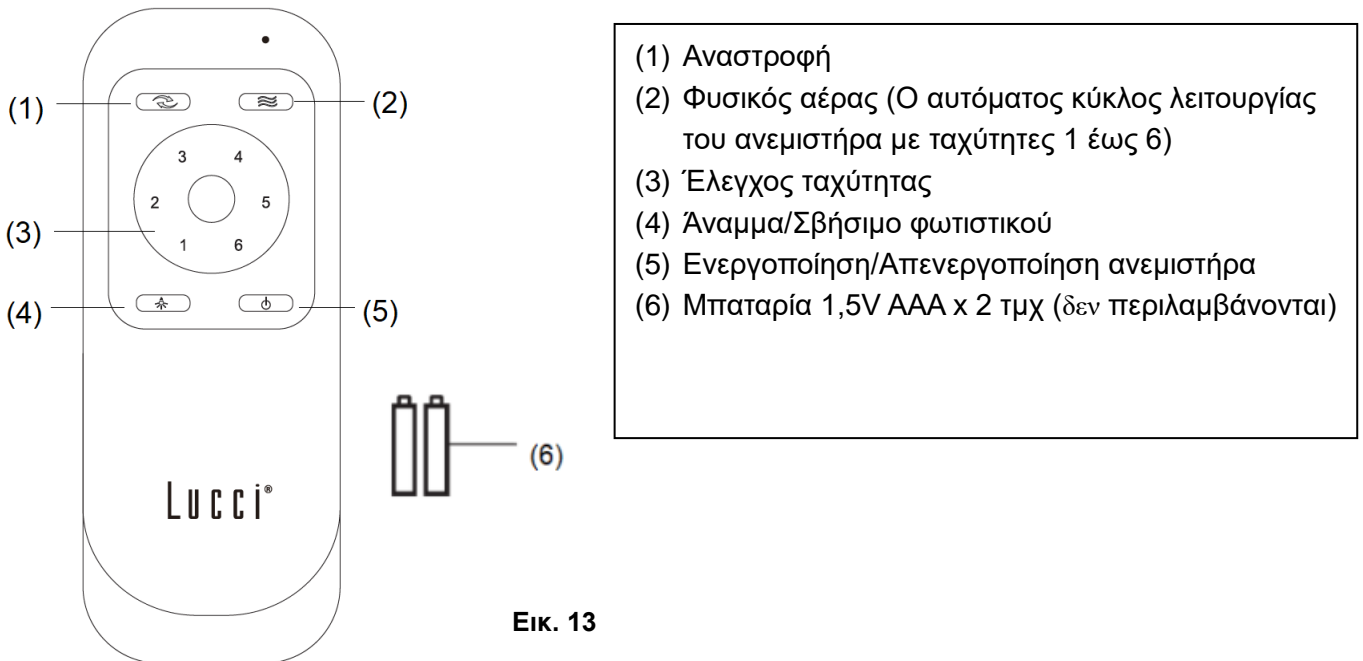 (1) Αναστροφή
(2) Φυσικός αέρας (Ο αυτόματος κύκλος λειτουργίας
του ανεμιστήρα με ταχύτητες 1 έως 6)
(3) Έλεγχος ταχύτητας
(4) Άναμμα/Σβήσιμο φωτιστικού
(5) Ενεργοποίηση/Απενεργοποίηση ανεμιστήρα
(6) Μπαταρία 1,5V AAA x 2 τμχ (δεν περιλαμβάνονται)
(1) (2)
3 4
2 5
(3)
1 6
(4) (5)
(6)
Lucci®
Εικ. 13